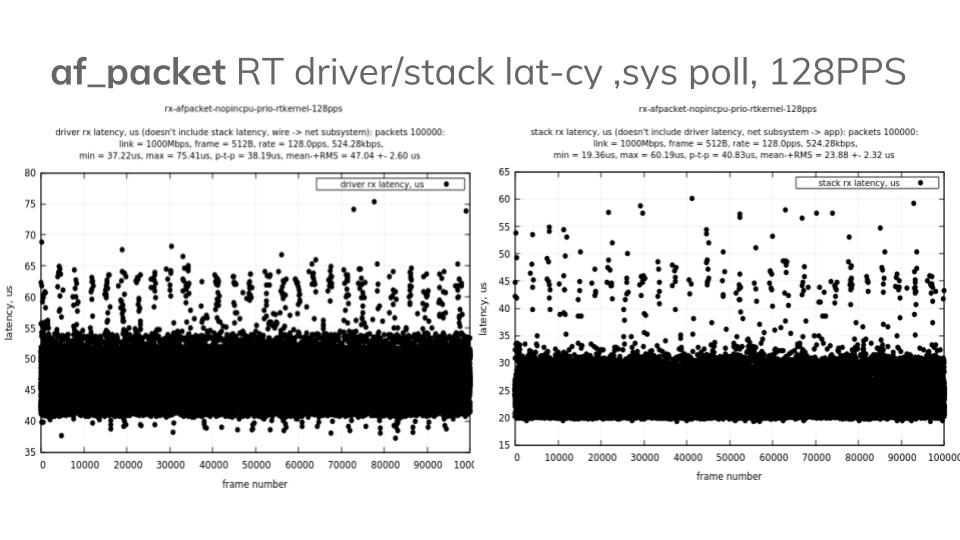 af_packet RT driver/stack lat-cy ,sys poll, 128PPS
rx-afpacket-nopincpu-prio-rtkernel-128pps
driver rx latency, us (doesn't include stack latency, wire -> net subsystem): packets 100000:
link = 1000Mbps, frame = 512B, rate = 128.0pps, 524.28kbps,
min = 37.22us, max = 75.41us, p-t-p = 38.19us, mean-+RMS = 47.04 +- 2.60 us
driver rx latency, us
80
75
70
65
60
55
50
45
40
35
latency, us
0 10000 20000 30000 40000 50000 60000 70000 80000 90000 1000
frame number
rx-afpacket-nopincpu-prio-rtkernel-128pps
stack rx latency, us (doesn't include driver latency, net subsystem -> app): packets 100000:
link = 1000Mbps, frame = 512B, rate = 128.0pps, 524.28kbps,
min = 19.36us, max = 60.19us, p-t-p = 40.83us, mean-+RMS = 23.88 +- 2.32 us
stack rx latency, us
65
60
55
50
45
40
35
30
25
20
15
latency, us
0 10000 20000 30000 40000 50000 60000 70000 80000 90000 100000
frame number